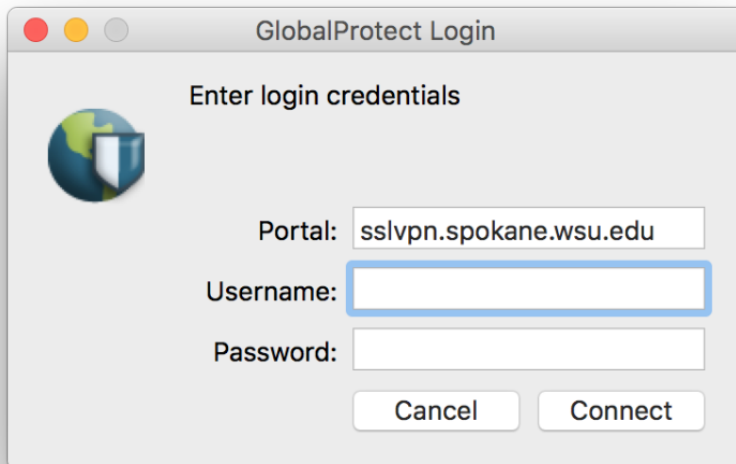 GlobalProtect Login
Enter login credentials
Portal: sslvpn.spokane.wsu.edu
Username:
Password:
Cancel Connect